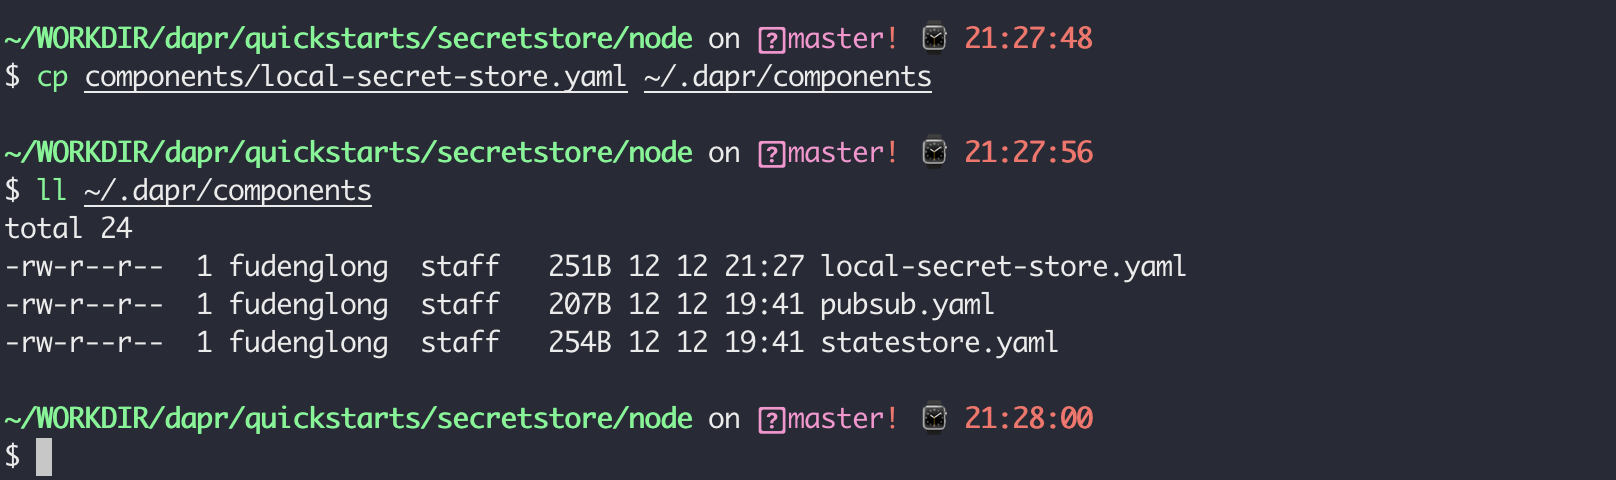 ~/WORKDIR/dapr/quickstarts/secretstore/node on [?]master! ⌚ 21:27:48
$ cp components/local-secret-store.yaml ~/.dapr/components
~/WORKDIR/dapr/quickstarts/secretstore/node on [?]master! ⌚ 21:27:56
$ ll ~/.dapr/components
total 24
-rw-r--r--  1 fudenglong  staff   251B 12 12 21:27 local-secret-store.yaml
-rw-r--r--  1 fudenglong  staff   207B 12 12 19:41 pubsub.yaml
-rw-r--r--  1 fudenglong  staff   254B 12 12 19:41 statestore.yaml
~/WORKDIR/dapr/quickstarts/secretstore/node on [?]master! ⌚ 21:28:00
$